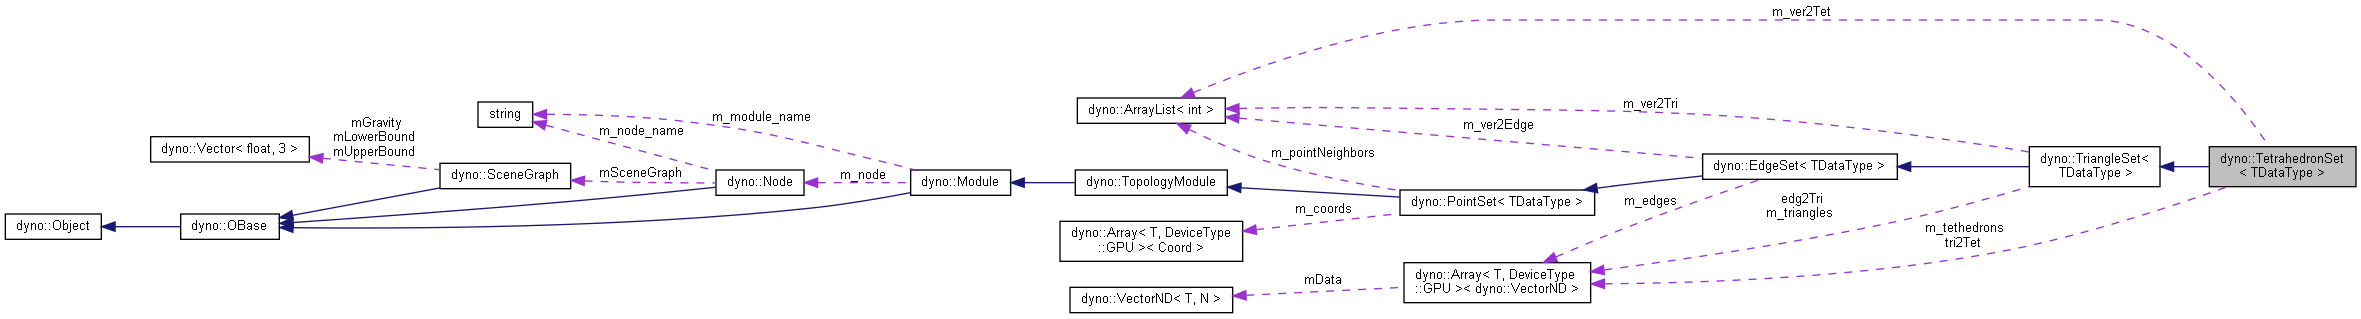 m_ver2Tet
dyno::ArrayList< int >
m_ver2Tri
string
m_module_name
m_ver2Edge
mGravity
mLowerBound
mUpperBound
m_node_name
dyno::Vector< float, 3 >
m_pointNeighbors
dyno::TriangleSet<
TDataType >
dyno::TetrahedronSet
< TDataType >
dyno::EdgeSet< TDataType >
dyno::SceneGraph
mSceneGraph
dyno::Node
m_node
dyno::Module
dyno::TopologyModule
dyno::PointSet< TDataType >
m_edges
edg2Tri
m_triangles
m_coords
dyno::Object
dyno::OBase
dyno::Array< T, DeviceType
::GPU >< Coord >
m_tethedrons
tri2Tet
dyno::Array< T, DeviceType
::GPU >< dyno::VectorND >
mData
dyno::VectorND< T, N >